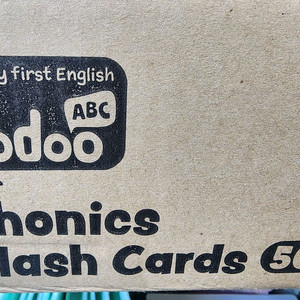 y first English
ABC
odoo
honics
lash Cards 5